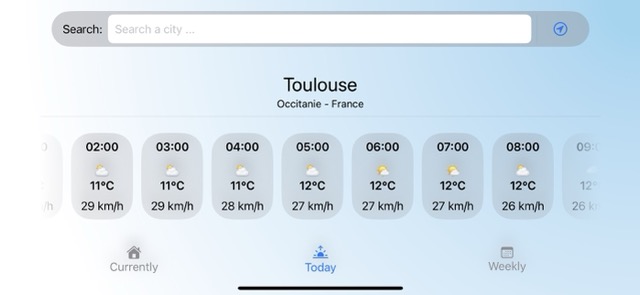 Search: Search a city ...
Toulouse
Occitanie - France
02:00 03:00 04:00 05:00 06:00 07:00 08:00
11°C 11°C 11°C 12°C 12°C 12°C 12°C
29 km/h 29 km/h 28 km/h 27 km/h 27 km/h 27 km/h 26 km/h
Currently Today Weekly